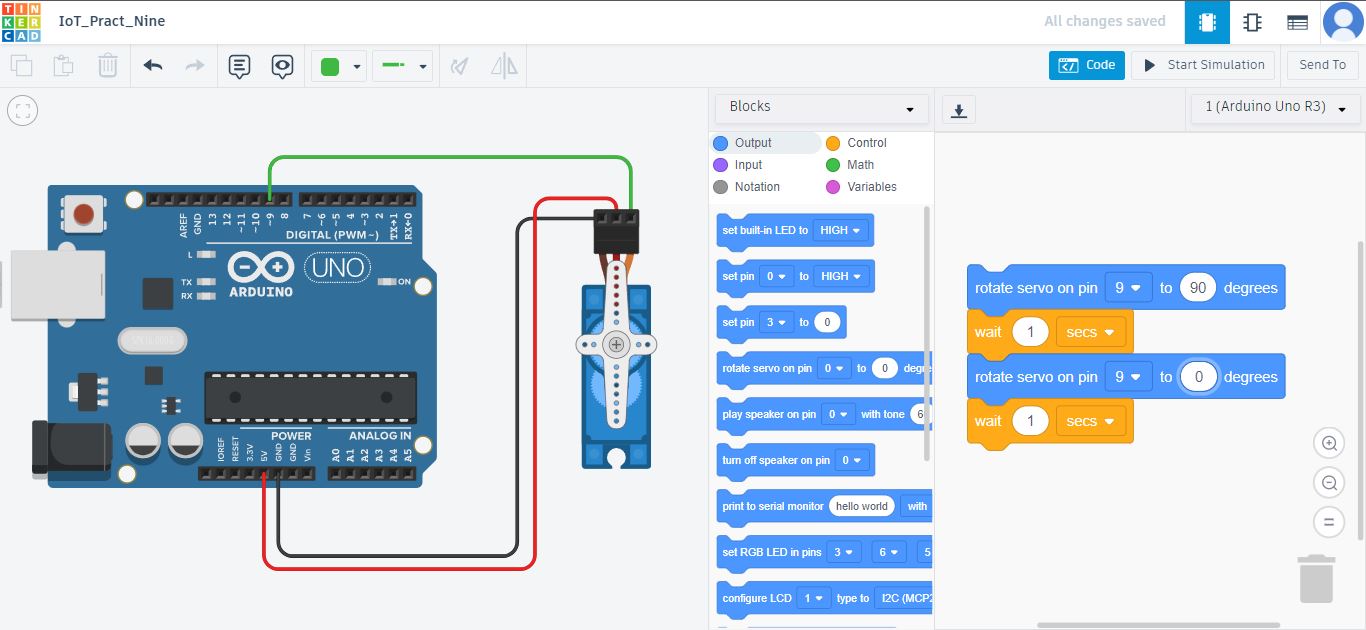 TIN
KER
CAD
IoT_Pract_Nine
All changes saved
Code
Start Simulation
Send To
Blocks
1 (Arduino Uno R3)
Output
Control
Input
Math
Notation
Variables
set built-in LED to HIGH
set pin 0 to HIGH
set pin 3 to 0
rotate servo on pin 0 to 0 degre
play speaker on pin 0 with tone 6
turn off speaker on pin 0
print to serial monitor hello world with
set RGB LED in pins 3 6 5
configure LCD 1 type to I2C (MCP2
rotate servo on pin 9 to 90 degrees
wait 1 secs
rotate servo on pin 9 to 0 degrees
wait 1 secs
AREF
GND
13
12
~11
~10
~9
8
7
~6
~5
4
~3
2
TX→1
RX←0
DIGITAL (PWM~)
L
TX
RX
ARDUINO
UNO
ON
POWER
ANALOG IN
IOREF
RESET
3.3V
5V
GND
GND
Vin
A0
A1
A2
A3
A4
A5